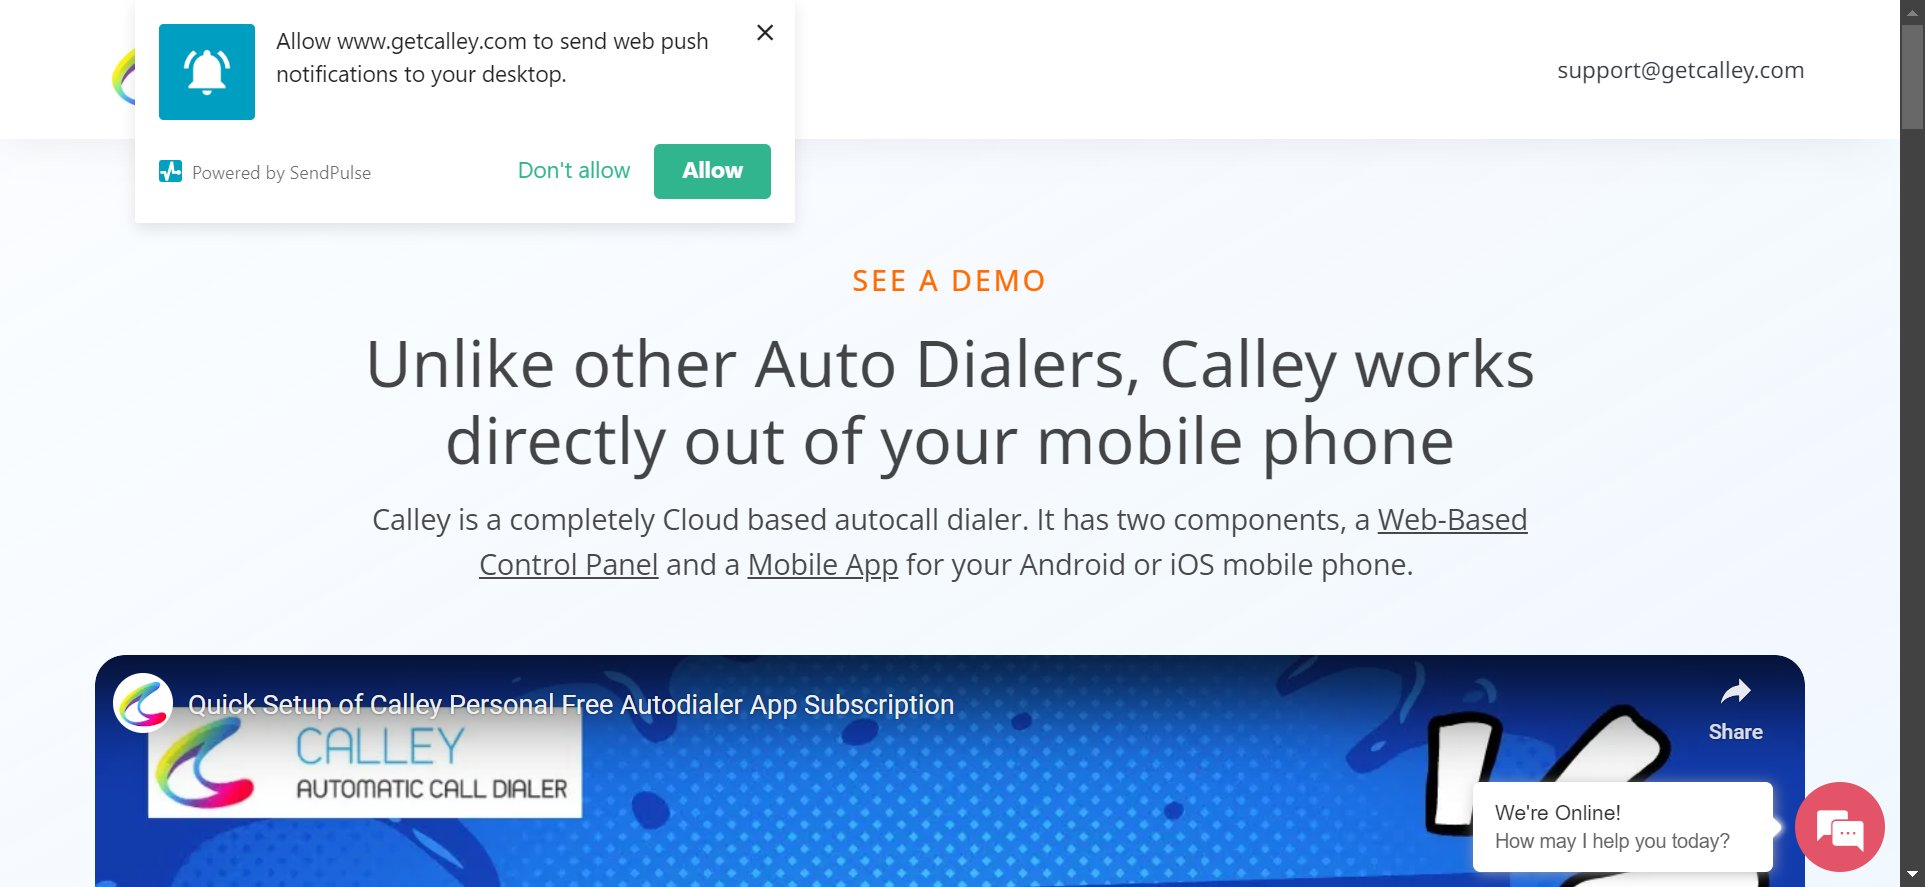 Allow www.getcalley.com to send web push
notifications to your desktop.
Powered by SendPulse
Don't allow
Allow
support@getcalley.com
SEE A DEMO
Unlike other Auto Dialers, Calley works
directly out of your mobile phone
Calley is a completely Cloud based autocall dialer. It has two components, a Web-Based
Control Panel and a Mobile App for your Android or iOS mobile phone.
Quick Setup of Calley Personal Free Autodialer App Subscription
Share
CALLEY
AUTOMATIC CALL DIALER
We're Online!
How may I help you today?